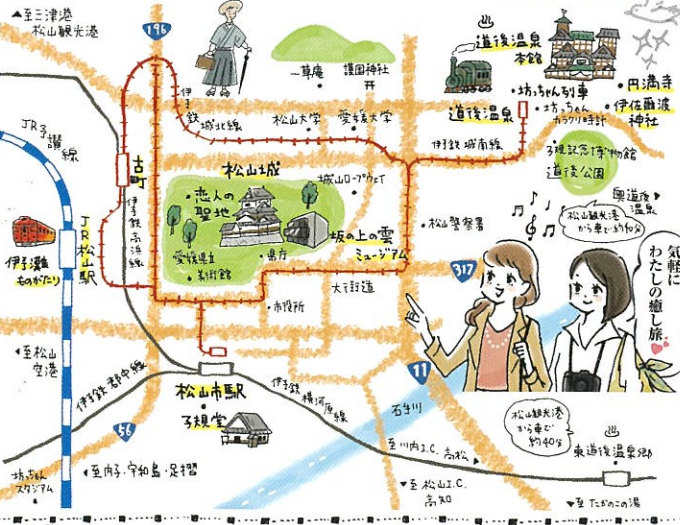 ▲至三津港
松山観光港
196
一草庵
護国神社
道後温泉
本館
坊っちゃん列車
円満寺
道後温泉
坊っちゃん
カラクリ時計
伊佐爾波
神社
JR予讃線
伊予鉄 城北線
松山大学
愛媛大学
伊予鉄 城南線
子規記念博物館
道後公園
古町
松山城
城山ロープウェイ
奥道後
温泉
恋人の
聖地
松山観光港
から車で約40分
伊予鉄高浜線
JR松山駅
坂の上の雲
ミュージアム
松山警察署
気軽に
わたしの癒し旅
伊予灘
ものがたり
愛媛県立
美術館
県庁
317
大街道
市役所
至松山
空港
11
伊予鉄 郡中線
松山市駅
伊予鉄 横河原線
石手川
子規堂
松山観光港
から車で
約40分
56
東道後温泉郷
至川内I.C. 高松
坊っちゃん
スタジアム
至内子・宇和島・足摺
▼至松山I.C.
高知
▼至たかのこの湯